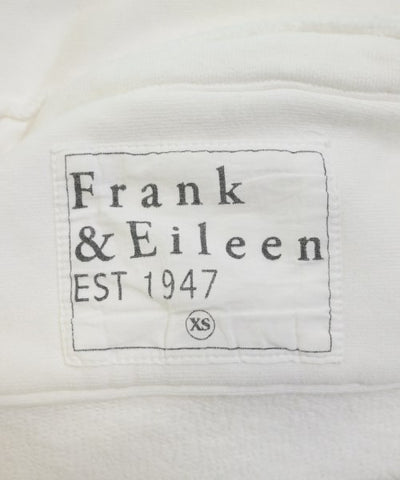 Frank
& Eileen
EST 1947
XS